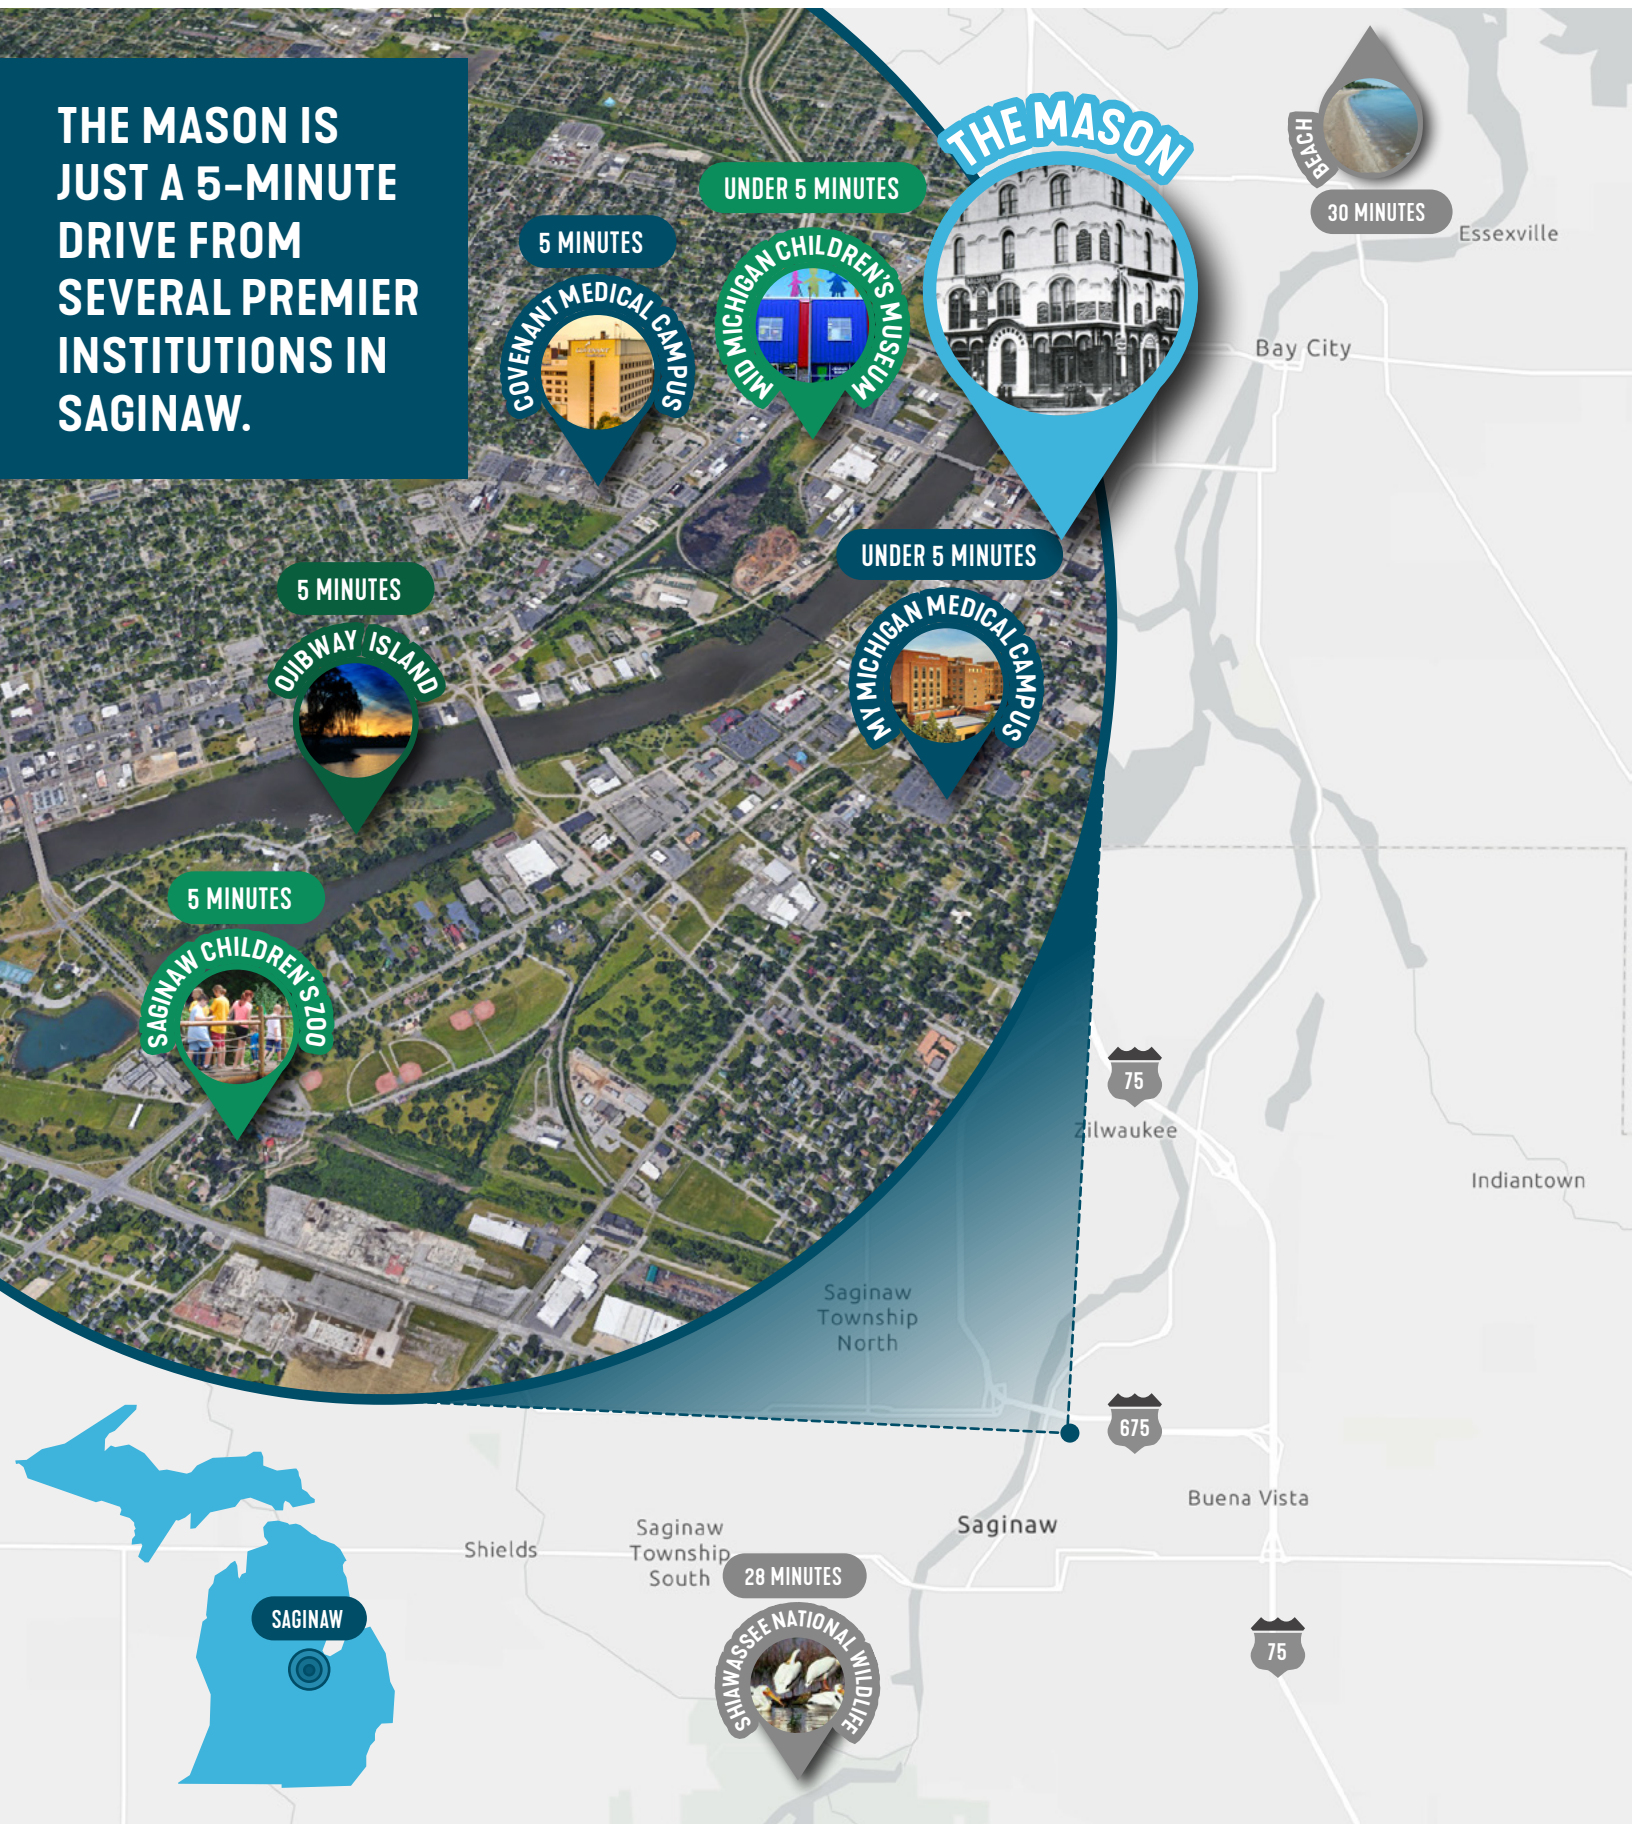 THE MASON IS
JUST A 5-MINUTE
DRIVE FROM
SEVERAL PREMIER
INSTITUTIONS IN
SAGINAW.
THE MASON
BEACH
30 MINUTES
Essexville
UNDER 5 MINUTES
MID MICHIGAN CHILDREN'S MUSEUM
5 MINUTES
COVENANT MEDICAL CAMPUS
Bay City
UNDER 5 MINUTES
MY MICHIGAN MEDICAL CAMPUS
5 MINUTES
OJIBWAY ISLAND
5 MINUTES
SAGINAW CHILDREN'S ZOO
75
Zilwaukee
Indiantown
Saginaw
Township
North
675
Buena Vista
Saginaw
Shields
Saginaw
Township
South
28 MINUTES
SHIAWASSEE NATIONAL WILDLIFE
75
SAGINAW